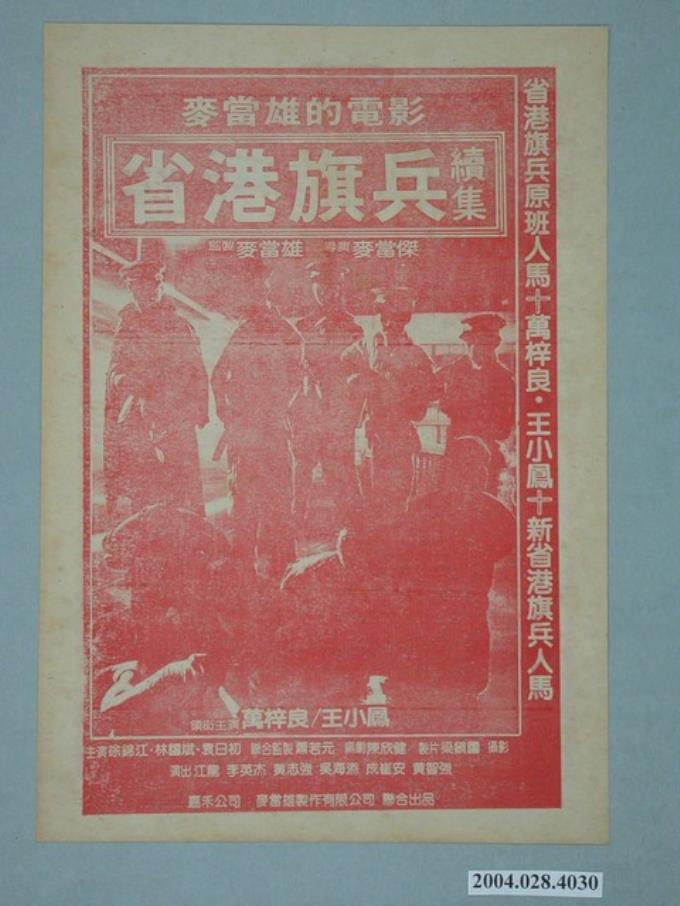 麥當雄的電影
省港旗兵續集
監製 麥當雄 導演 麥當傑
省港旗兵原班人馬十萬梓良・王小鳳十新省港旗兵人馬
領銜主演 萬梓良/王小鳳
主演 徐錦江・林國斌・袁日初 聯合監製 蕭若元 編劇 陳欣健 製片 梁鎮國 攝影
演出 江龍 李英杰 黃志強 吳海添 成崔安 黃智強
嘉禾公司 麥當雄製作有限公司 聯合出品
2004.028.4030